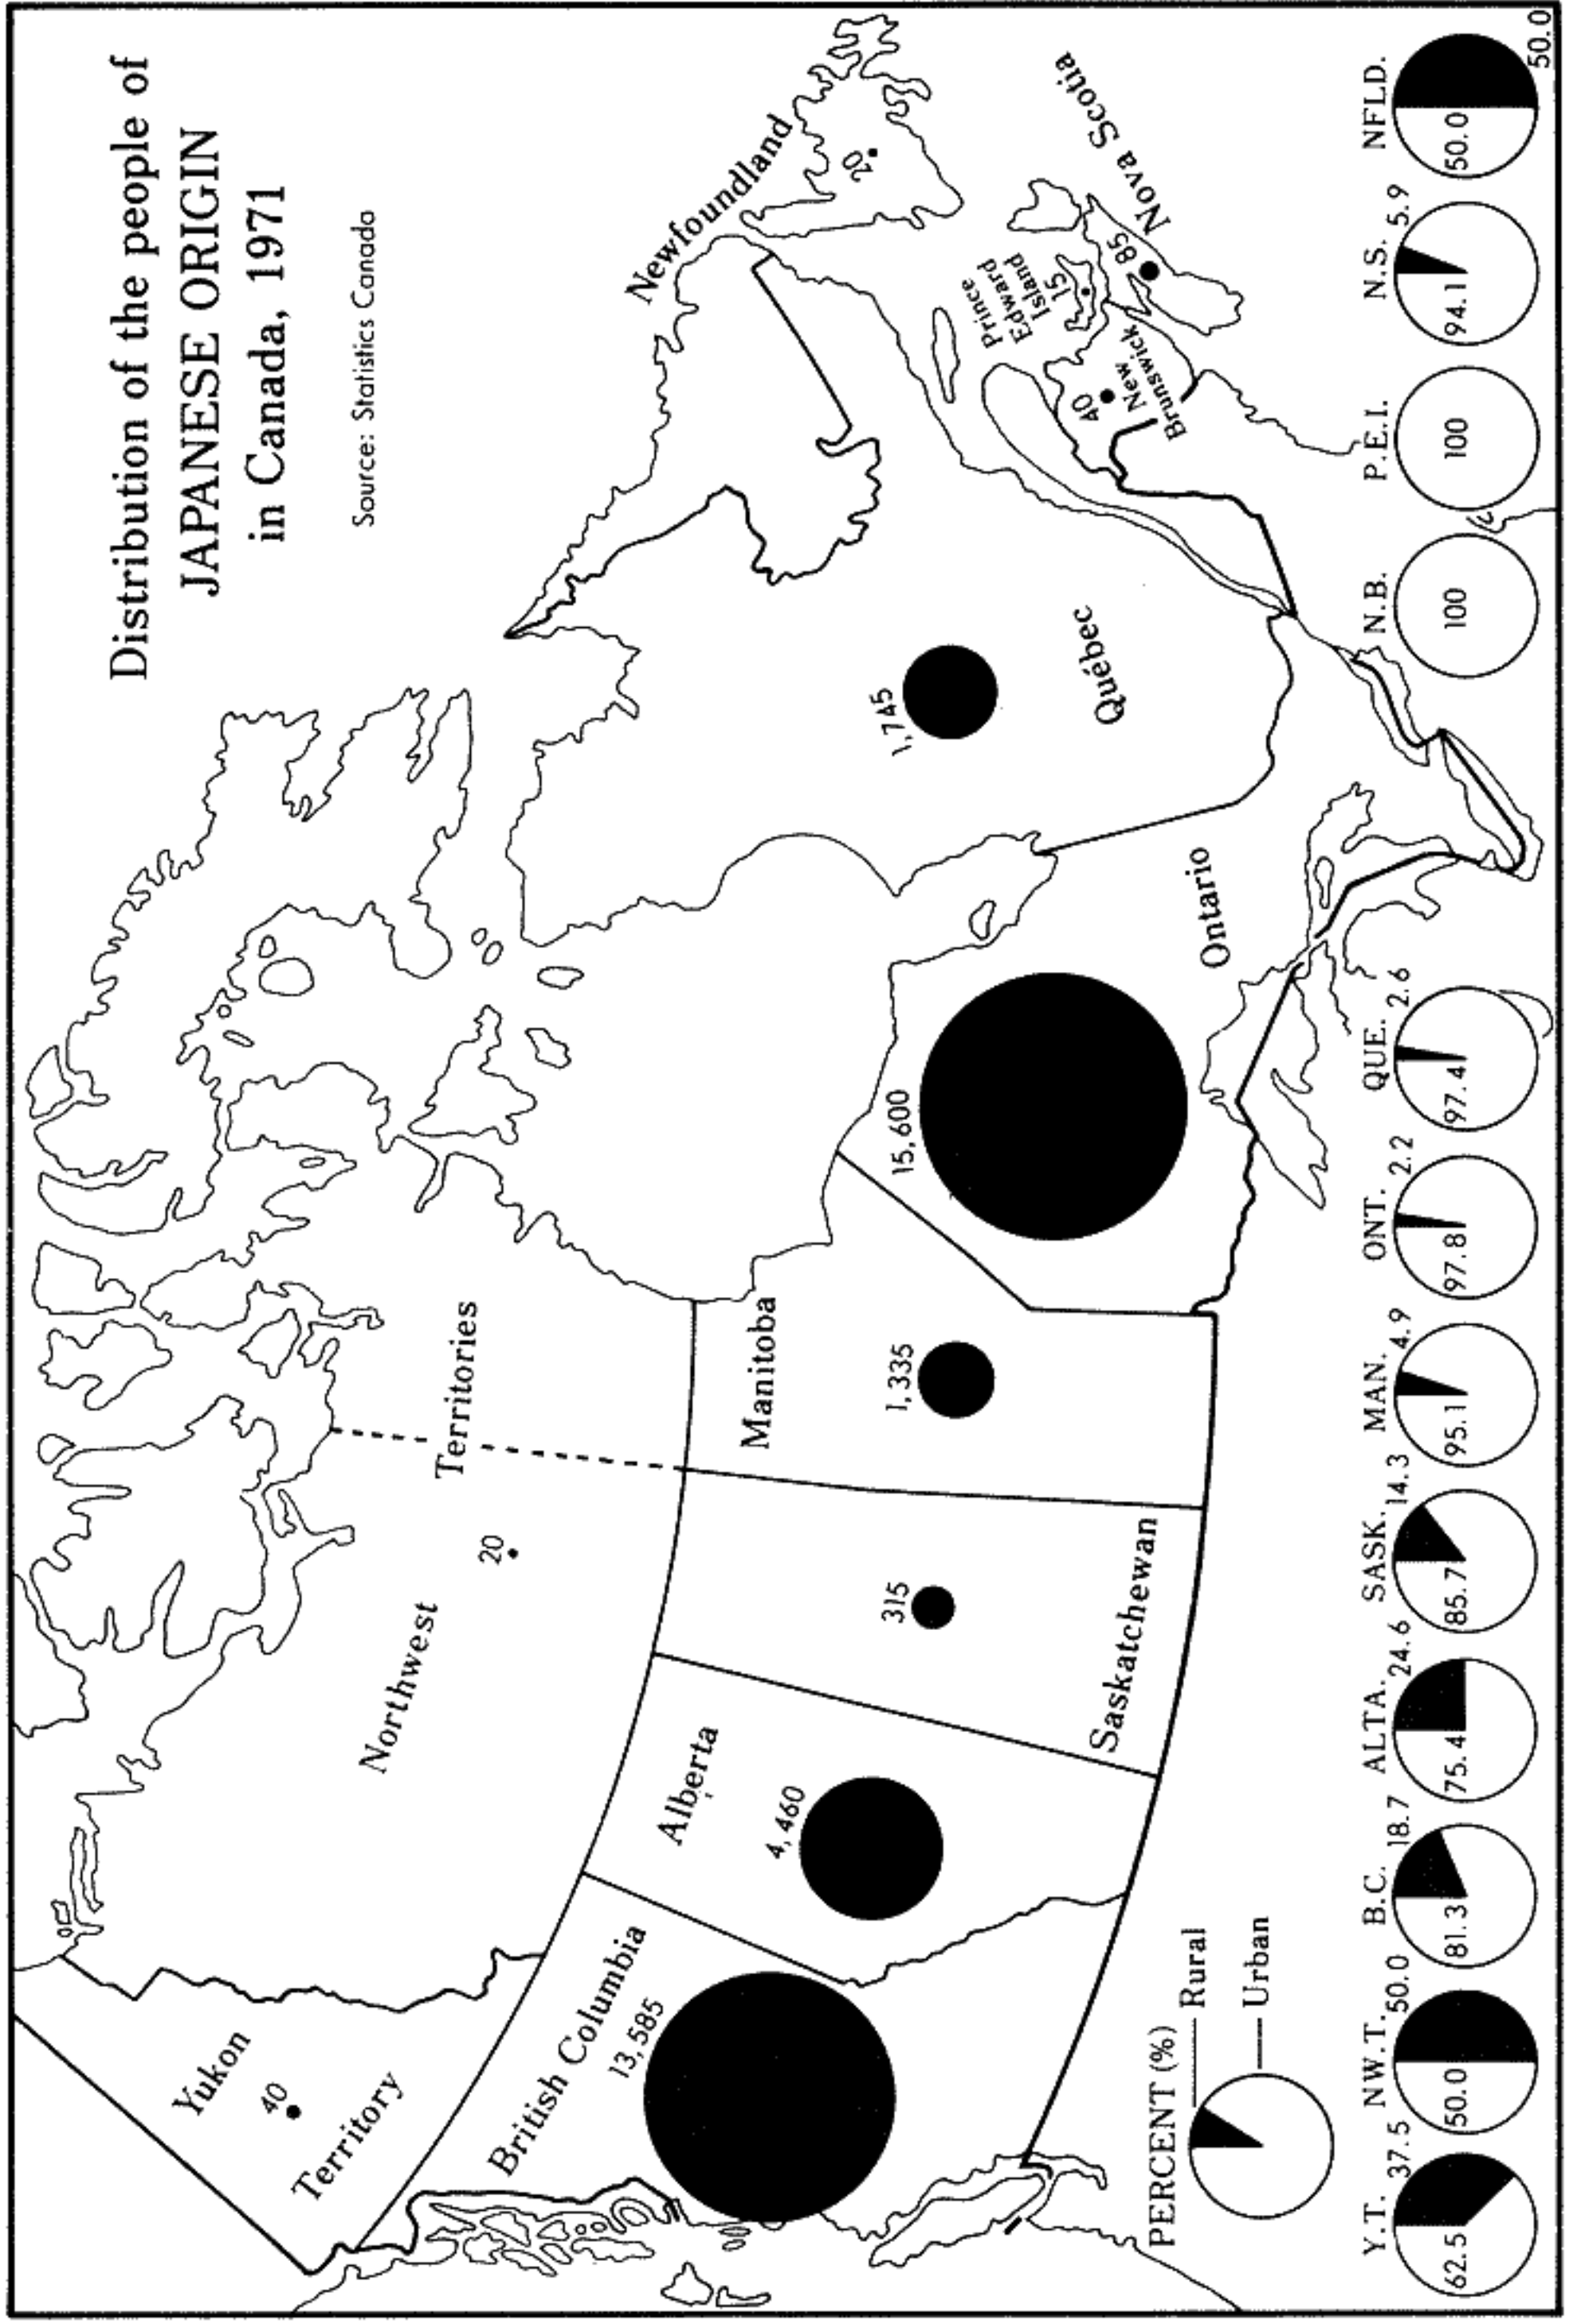 Distribution of the people of
JAPANESE ORIGIN
in Canada, 1971
Source: Statistics Canada
Yukon
40
Territory
Northwest
Territories
20
British Columbia
13,585
Alberta
4,460
Saskatchewan
315
Manitoba
1,335
Ontario
15,600
Québec
1,745
Newfoundland
20
Prince
Edward
Island
15
Nova Scotia
85
40
New
Brunswick
PERCENT (%)
Rural
Urban
Y.T. 37.5
62.5
NW.T. 50.0
50.0
B.C. 18.7
81.3
ALTA. 24.6
75.4
SASK. 14.3
85.7
MAN. 4.9
95.1
ONT. 2.2
97.8
QUE. 2.6
97.4
N.B.
100
P.E.I.
100
N.S. 5.9
94.1
NFLD.
50.0
50.0